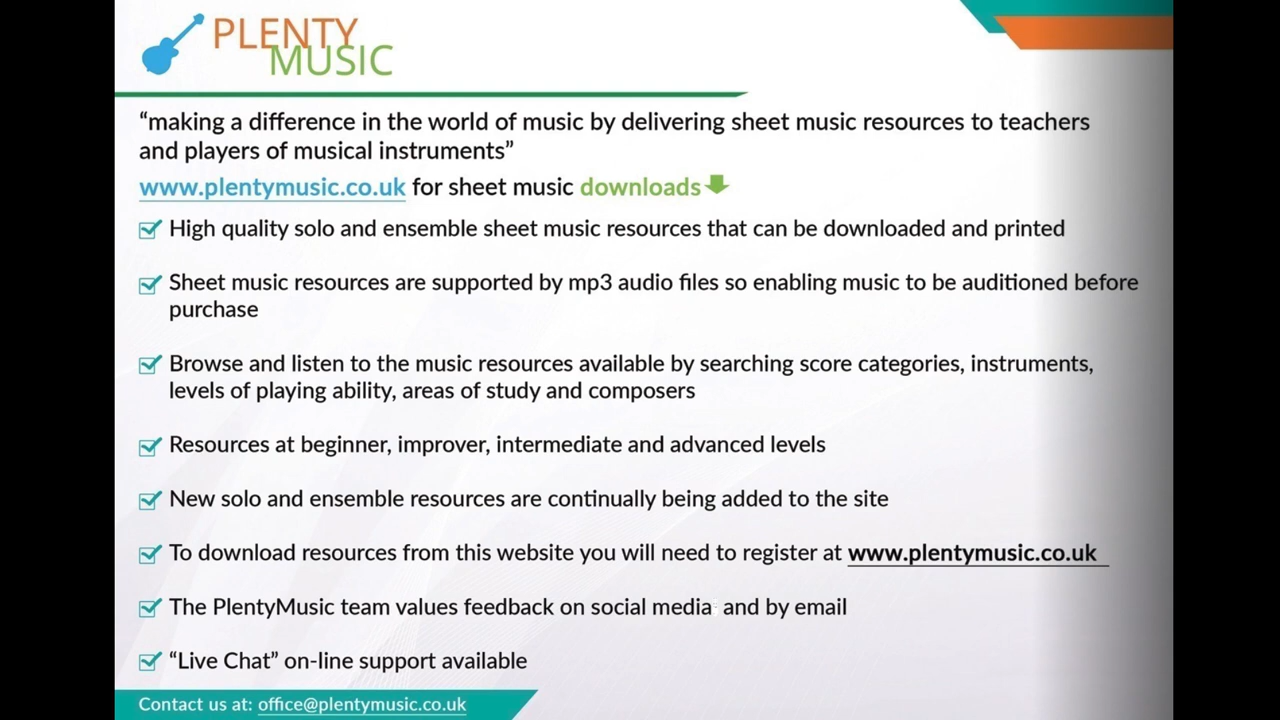 PLENTY
MUSIC
“making a difference in the world of music by delivering sheet music resources to teachers
and players of musical instruments”
www.plentymusic.co.uk for sheet music downloads
High quality solo and ensemble sheet music resources that can be downloaded and printed
Sheet music resources are supported by mp3 audio files so enabling music to be auditioned before
purchase
Browse and listen to the music resources available by searching score categories, instruments,
levels of playing ability, areas of study and composers
Resources at beginner, improver, intermediate and advanced levels
New solo and ensemble resources are continually being added to the site
To download resources from this website you will need to register at www.plentymusic.co.uk
The PlentyMusic team values feedback on social media and by email
“Live Chat” on-line support available
Contact us at: office@plentymusic.co.uk